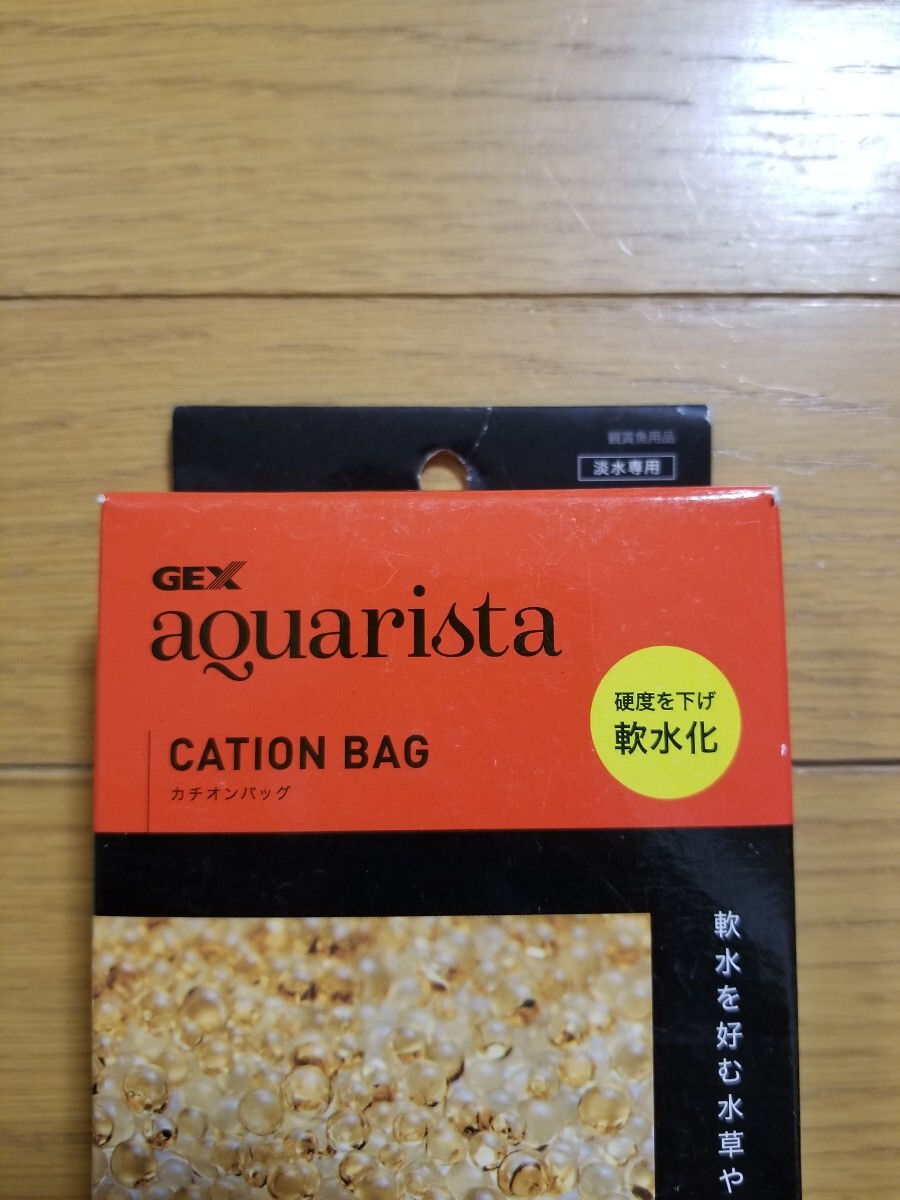 観賞魚用品
淡水専用
GEX
aquarista
硬度を下げ
軟水化
CATION BAG
カチオンバッグ
軟水を好む水草や